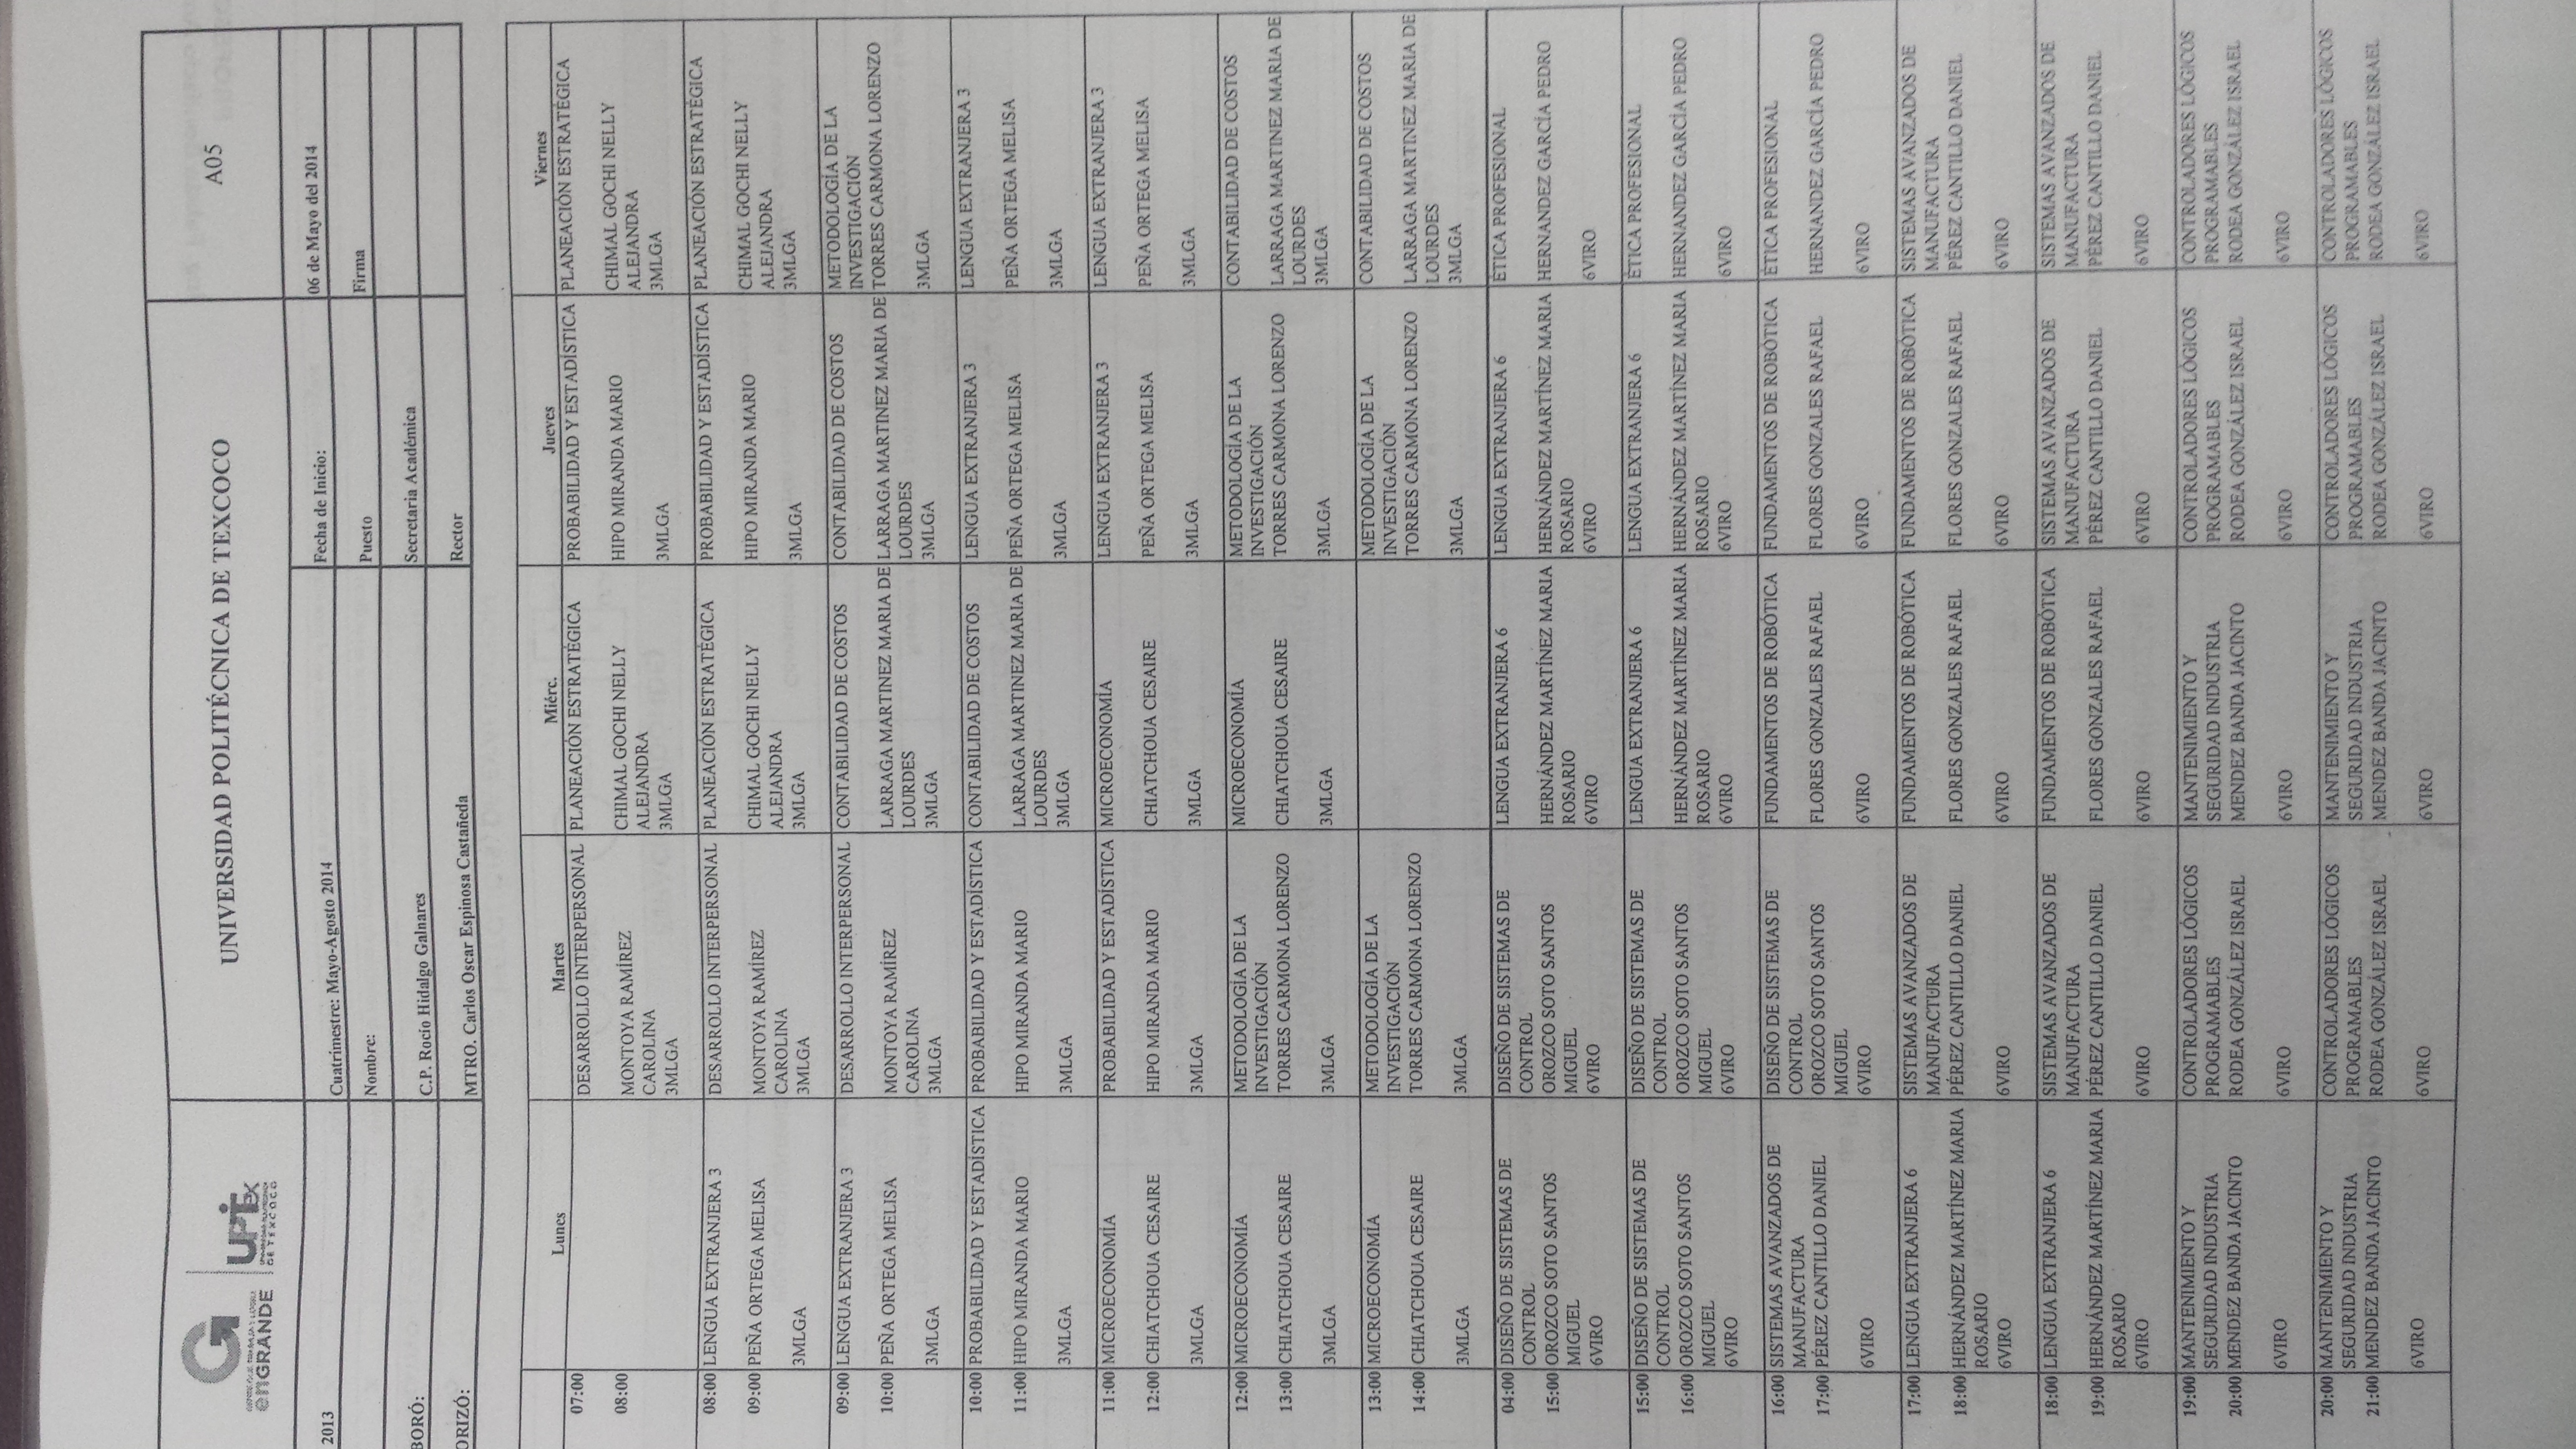 enGRANDE
UPTex
UNIVERSIDAD POLITÉCNICA
DE TEXCOCO
UNIVERSIDAD POLITÉCNICA DE TEXCOCO
A05
2013
Cuatrimestre: Mayo-Agosto 2014
Fecha de Inicio:
06 de Mayo del 2014
Nombre:
Puesto
Firma
BORÓ:
C.P. Rocío Hidalgo Galnares
Secretaria Académica
ORIZÓ:
MTRO. Carlos Oscar Espinosa Castañeda
Rector
Lunes
Martes
Miérc.
Jueves
Viernes
07:00
08:00
DESARROLLO INTERPERSONAL
MONTOYA RAMÍREZ
CAROLINA
3MLGA
PLANEACIÓN ESTRATÉGICA
CHIMAL GOCHI NELLY
ALEJANDRA
3MLGA
PROBABILIDAD Y ESTADÍSTICA
HIPO MIRANDA MARIO
3MLGA
PLANEACIÓN ESTRATÉGICA
CHIMAL GOCHI NELLY
ALEJANDRA
3MLGA
08:00
09:00
LENGUA EXTRANJERA 3
PEÑA ORTEGA MELISA
3MLGA
DESARROLLO INTERPERSONAL
MONTOYA RAMÍREZ
CAROLINA
3MLGA
PLANEACIÓN ESTRATÉGICA
CHIMAL GOCHI NELLY
ALEJANDRA
3MLGA
PROBABILIDAD Y ESTADÍSTICA
HIPO MIRANDA MARIO
3MLGA
PLANEACIÓN ESTRATÉGICA
CHIMAL GOCHI NELLY
ALEJANDRA
3MLGA
09:00
10:00
LENGUA EXTRANJERA 3
PEÑA ORTEGA MELISA
3MLGA
DESARROLLO INTERPERSONAL
MONTOYA RAMÍREZ
CAROLINA
3MLGA
CONTABILIDAD DE COSTOS
LARRAGA MARTINEZ MARIA DE
LOURDES
3MLGA
CONTABILIDAD DE COSTOS
LARRAGA MARTINEZ MARIA DE
LOURDES
3MLGA
METODOLOGÍA DE LA
INVESTIGACIÓN
TORRES CARMONA LORENZO
3MLGA
10:00
11:00
PROBABILIDAD Y ESTADÍSTICA
HIPO MIRANDA MARIO
3MLGA
PROBABILIDAD Y ESTADÍSTICA
HIPO MIRANDA MARIO
3MLGA
CONTABILIDAD DE COSTOS
LARRAGA MARTINEZ MARIA DE
LOURDES
3MLGA
LENGUA EXTRANJERA 3
PEÑA ORTEGA MELISA
3MLGA
LENGUA EXTRANJERA 3
PEÑA ORTEGA MELISA
3MLGA
11:00
12:00
MICROECONOMÍA
CHIATCHOUA CESAIRE
3MLGA
PROBABILIDAD Y ESTADÍSTICA
HIPO MIRANDA MARIO
3MLGA
MICROECONOMÍA
CHIATCHOUA CESAIRE
3MLGA
LENGUA EXTRANJERA 3
PEÑA ORTEGA MELISA
3MLGA
LENGUA EXTRANJERA 3
PEÑA ORTEGA MELISA
3MLGA
12:00
13:00
MICROECONOMÍA
CHIATCHOUA CESAIRE
3MLGA
METODOLOGÍA DE LA
INVESTIGACIÓN
TORRES CARMONA LORENZO
3MLGA
MICROECONOMÍA
CHIATCHOUA CESAIRE
3MLGA
METODOLOGÍA DE LA
INVESTIGACIÓN
TORRES CARMONA LORENZO
3MLGA
CONTABILIDAD DE COSTOS
LARRAGA MARTINEZ MARIA DE
LOURDES
3MLGA
13:00
14:00
MICROECONOMÍA
CHIATCHOUA CESAIRE
3MLGA
METODOLOGÍA DE LA
INVESTIGACIÓN
TORRES CARMONA LORENZO
3MLGA
METODOLOGÍA DE LA
INVESTIGACIÓN
TORRES CARMONA LORENZO
3MLGA
CONTABILIDAD DE COSTOS
LARRAGA MARTINEZ MARIA DE
LOURDES
3MLGA
04:00
15:00
DISEÑO DE SISTEMAS DE
CONTROL
OROZCO SOTO SANTOS
MIGUEL
6VIRO
DISEÑO DE SISTEMAS DE
CONTROL
OROZCO SOTO SANTOS
MIGUEL
6VIRO
LENGUA EXTRANJERA 6
HERNÁNDEZ MARTÍNEZ MARIA
ROSARIO
6VIRO
LENGUA EXTRANJERA 6
HERNÁNDEZ MARTÍNEZ MARIA
ROSARIO
6VIRO
ÉTICA PROFESIONAL
HERNANDEZ GARCÍA PEDRO
6VIRO
15:00
16:00
DISEÑO DE SISTEMAS DE
CONTROL
OROZCO SOTO SANTOS
MIGUEL
6VIRO
DISEÑO DE SISTEMAS DE
CONTROL
OROZCO SOTO SANTOS
MIGUEL
6VIRO
LENGUA EXTRANJERA 6
HERNÁNDEZ MARTÍNEZ MARIA
ROSARIO
6VIRO
LENGUA EXTRANJERA 6
HERNÁNDEZ MARTÍNEZ MARIA
ROSARIO
6VIRO
ÉTICA PROFESIONAL
HERNANDEZ GARCÍA PEDRO
6VIRO
16:00
17:00
SISTEMAS AVANZADOS DE
MANUFACTURA
PÉREZ CANTILLO DANIEL
6VIRO
DISEÑO DE SISTEMAS DE
CONTROL
OROZCO SOTO SANTOS
MIGUEL
6VIRO
FUNDAMENTOS DE ROBÓTICA
FLORES GONZALES RAFAEL
6VIRO
FUNDAMENTOS DE ROBÓTICA
FLORES GONZALES RAFAEL
6VIRO
ÉTICA PROFESIONAL
HERNANDEZ GARCÍA PEDRO
6VIRO
17:00
18:00
LENGUA EXTRANJERA 6
HERNÁNDEZ MARTÍNEZ MARIA
ROSARIO
6VIRO
SISTEMAS AVANZADOS DE
MANUFACTURA
PÉREZ CANTILLO DANIEL
6VIRO
FUNDAMENTOS DE ROBÓTICA
FLORES GONZALES RAFAEL
6VIRO
FUNDAMENTOS DE ROBÓTICA
FLORES GONZALES RAFAEL
6VIRO
SISTEMAS AVANZADOS DE
MANUFACTURA
PÉREZ CANTILLO DANIEL
6VIRO
18:00
19:00
LENGUA EXTRANJERA 6
HERNÁNDEZ MARTÍNEZ MARIA
ROSARIO
6VIRO
SISTEMAS AVANZADOS DE
MANUFACTURA
PÉREZ CANTILLO DANIEL
6VIRO
FUNDAMENTOS DE ROBÓTICA
FLORES GONZALES RAFAEL
6VIRO
SISTEMAS AVANZADOS DE
MANUFACTURA
PÉREZ CANTILLO DANIEL
6VIRO
SISTEMAS AVANZADOS DE
MANUFACTURA
PÉREZ CANTILLO DANIEL
6VIRO
19:00
20:00
MANTENIMIENTO Y
SEGURIDAD INDUSTRIA
MENDEZ BANDA JACINTO
6VIRO
CONTROLADORES LÓGICOS
PROGRAMABLES
RODEA GONZÁLEZ ISRAEL
6VIRO
MANTENIMIENTO Y
SEGURIDAD INDUSTRIA
MENDEZ BANDA JACINTO
6VIRO
CONTROLADORES LÓGICOS
PROGRAMABLES
RODEA GONZÁLEZ ISRAEL
6VIRO
CONTROLADORES LÓGICOS
PROGRAMABLES
RODEA GONZÁLEZ ISRAEL
6VIRO
20:00
21:00
MANTENIMIENTO Y
SEGURIDAD INDUSTRIA
MENDEZ BANDA JACINTO
6VIRO
CONTROLADORES LÓGICOS
PROGRAMABLES
RODEA GONZÁLEZ ISRAEL
6VIRO
MANTENIMIENTO Y
SEGURIDAD INDUSTRIA
MENDEZ BANDA JACINTO
6VIRO
CONTROLADORES LÓGICOS
PROGRAMABLES
RODEA GONZÁLEZ ISRAEL
6VIRO
CONTROLADORES LÓGICOS
PROGRAMABLES
RODEA GONZÁLEZ ISRAEL
6VIRO